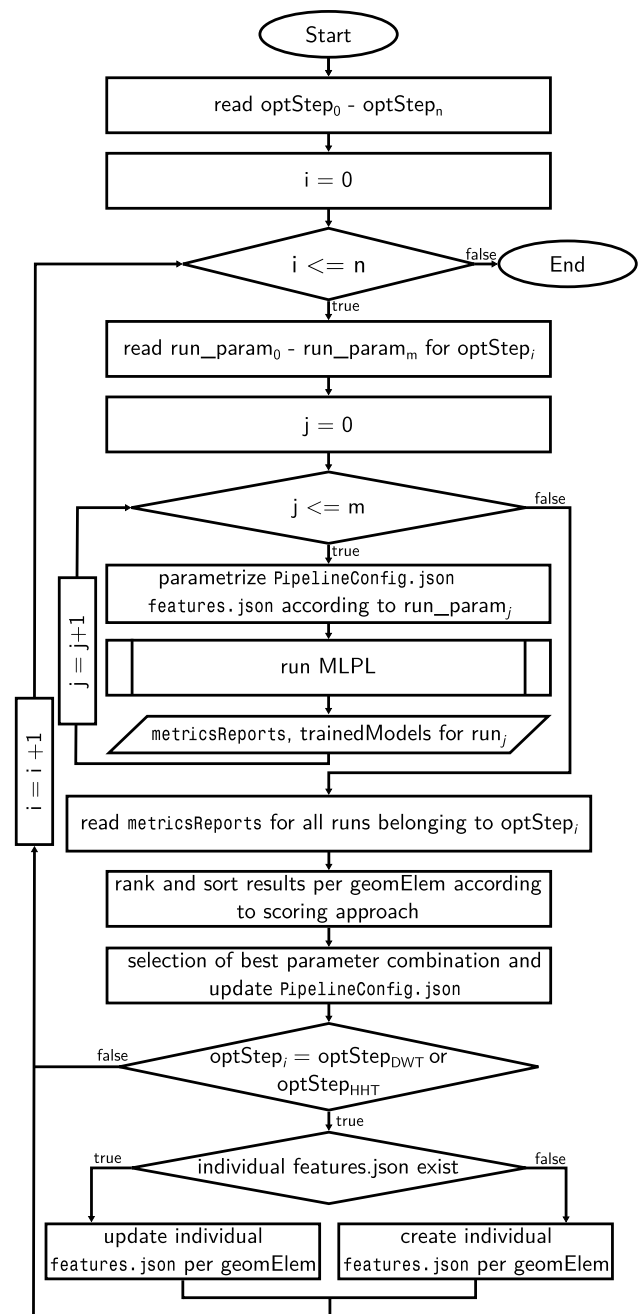 Start
read optStep₀ - optStepₙ
i = 0
i <= n
false
End
true
read run_param₀ - run_paramₘ for optStepᵢ
j = 0
j <= m
false
true
parametrize PipelineConfig.json
features.json according to run_paramⱼ
j = j+1
run MLPL
metricsReports, trainedModels for runⱼ
i = i +1
read metricsReports for all runs belonging to optStepᵢ
rank and sort results per geomElem according
to scoring approach
selection of best parameter combination and
update PipelineConfig.json
false
optStepᵢ = optStep_DWT or
optStep_HHT
true
true
individual features.json exist
false
update individual
features.json per geomElem
create individual
features.json per geomElem